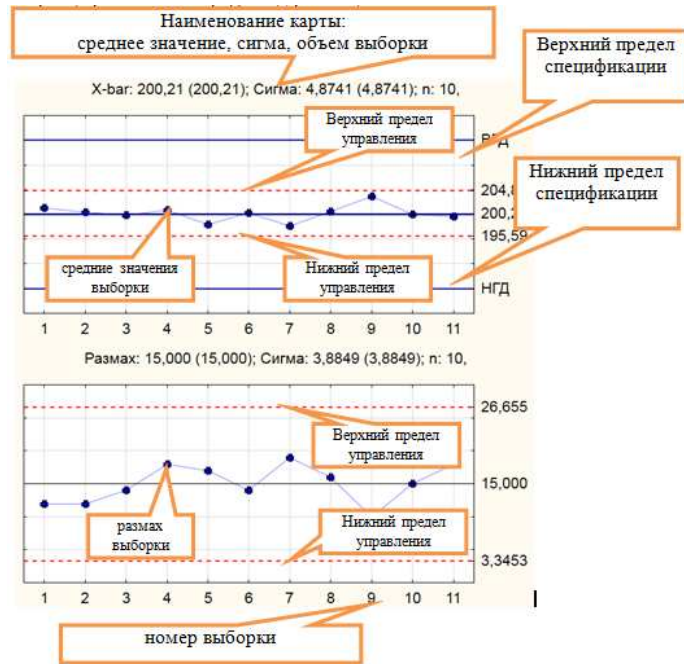 Наименование карты:
среднее значение, сигма, объем выборки
Верхний предел
спецификации
X-bar: 200,21 (200,21); Сигма: 4,8741 (4,8741); n: 10,
Верхний предел
управления
Нижний предел
спецификации
204,8
200,2
195,59
средние значения
выборки
Нижний предел
управления
НГД
1 2 3 4 5 6 7 8 9 10 11
Размах: 15,000 (15,000); Сигма: 3,8849 (3,8849); n: 10,
26.655
Верхний предел
управления
15,000
размах
выборки
Нижний предел
управления
3,3453
1 2 3 4 5 6 7 8 9 10 11
номер выборки